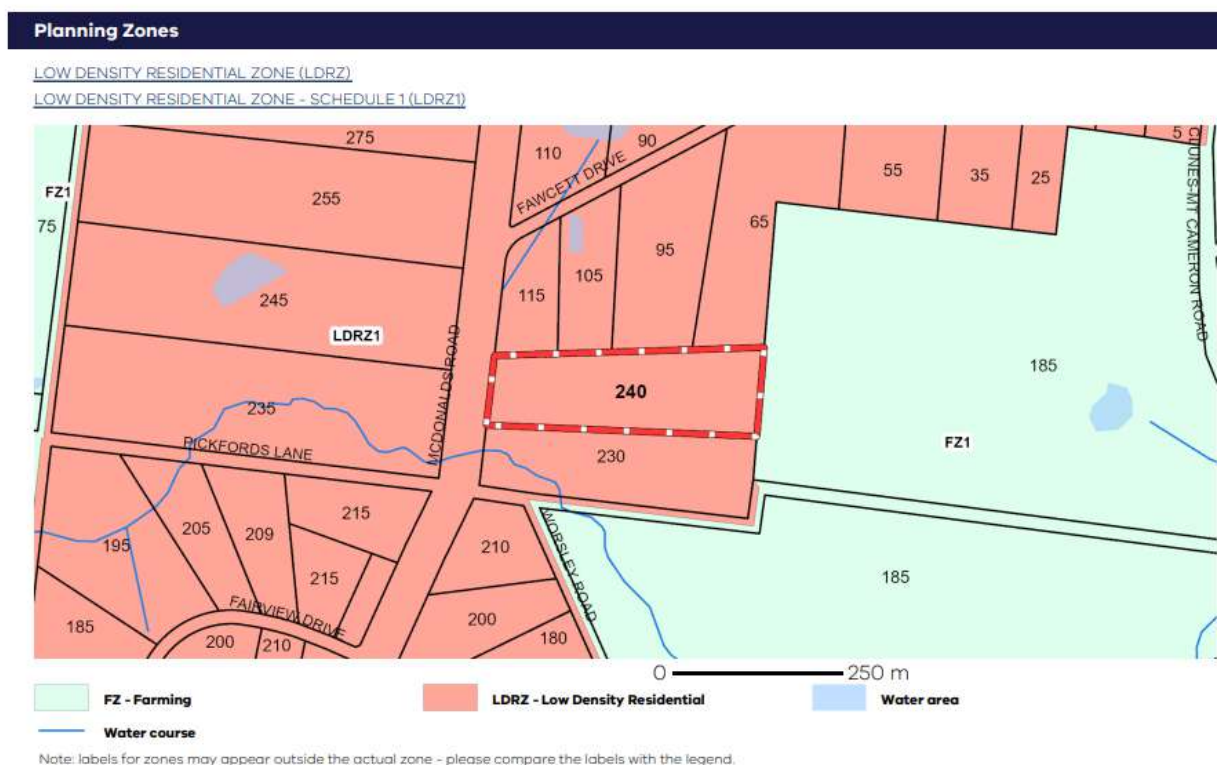 Planning Zones
LOW DENSITY RESIDENTIAL ZONE (LDRZ)
LOW DENSITY RESIDENTIAL ZONE - SCHEDULE 1 (LDRZ1)
275
110
90
5
FAWCETT DRIVE
CLUNES-MT CAMERON ROAD
FZ1
255
55
35
25
75
65
95
105
115
245
LDRZ1
MCDONALDS ROAD
185
240
235
FZ1
PICKFORDS LANE
230
215
205
209
195
210
WORSLEY ROAD
215
185
FAIRVIEW DRIVE
200
185
200
210
180
0 250 m
FZ - Farming
LDRZ - Low Density Residential
Water area
Water course
Note: labels for zones may appear outside the actual zone - please compare the labels with the legend.